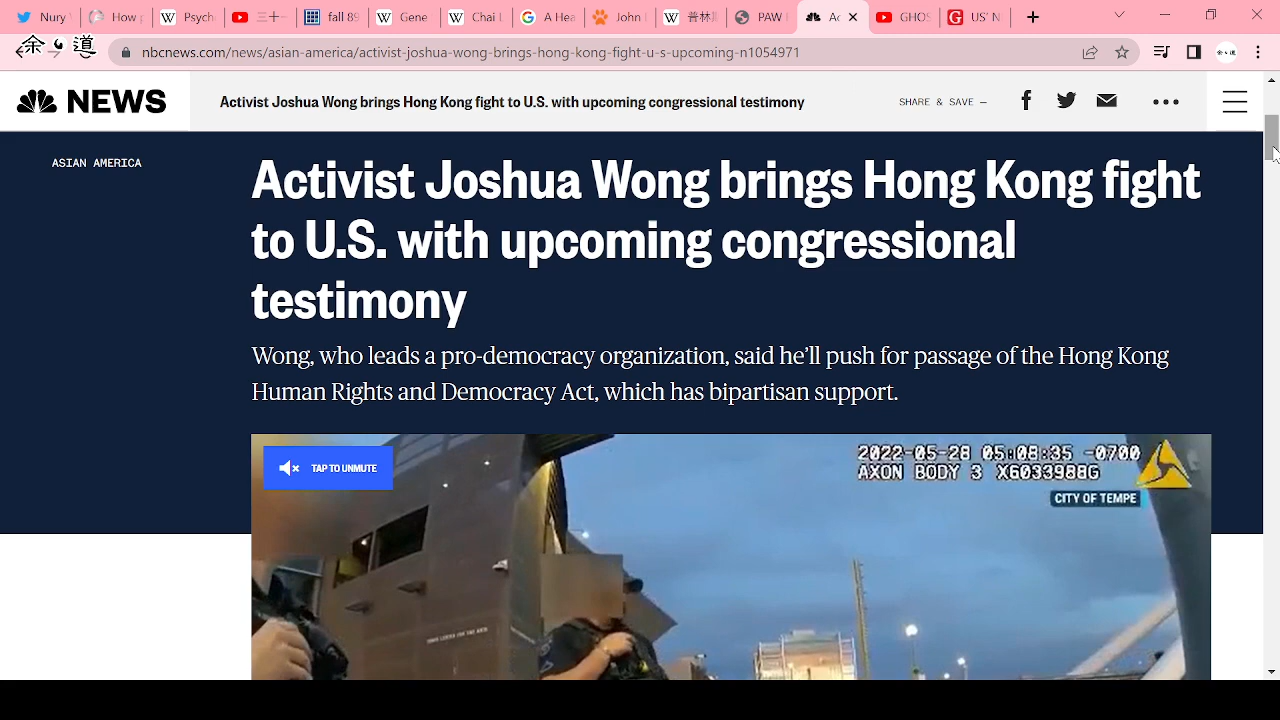 Nury
How
Psych
三十一
fall 89
Gene
Chai L
A Hea
John
普林斯
PAW
Ac
GHOS
US' N
余 道
nbcnews.com/news/asian-america/activist-joshua-wong-brings-hong-kong-fight-u-s-upcoming-n1054971
NEWS
Activist Joshua Wong brings Hong Kong fight to U.S. with upcoming congressional testimony
SHARE & SAVE —
ASIAN AMERICA
Activist Joshua Wong brings Hong Kong fight
to U.S. with upcoming congressional
testimony
Wong, who leads a pro-democracy organization, said he’ll push for passage of the Hong Kong
Human Rights and Democracy Act, which has bipartisan support.
TAP TO UNMUTE
2022-05-28 05:08:35 -0700
AXON BODY 3 X6033988G
CITY OF TEMPE